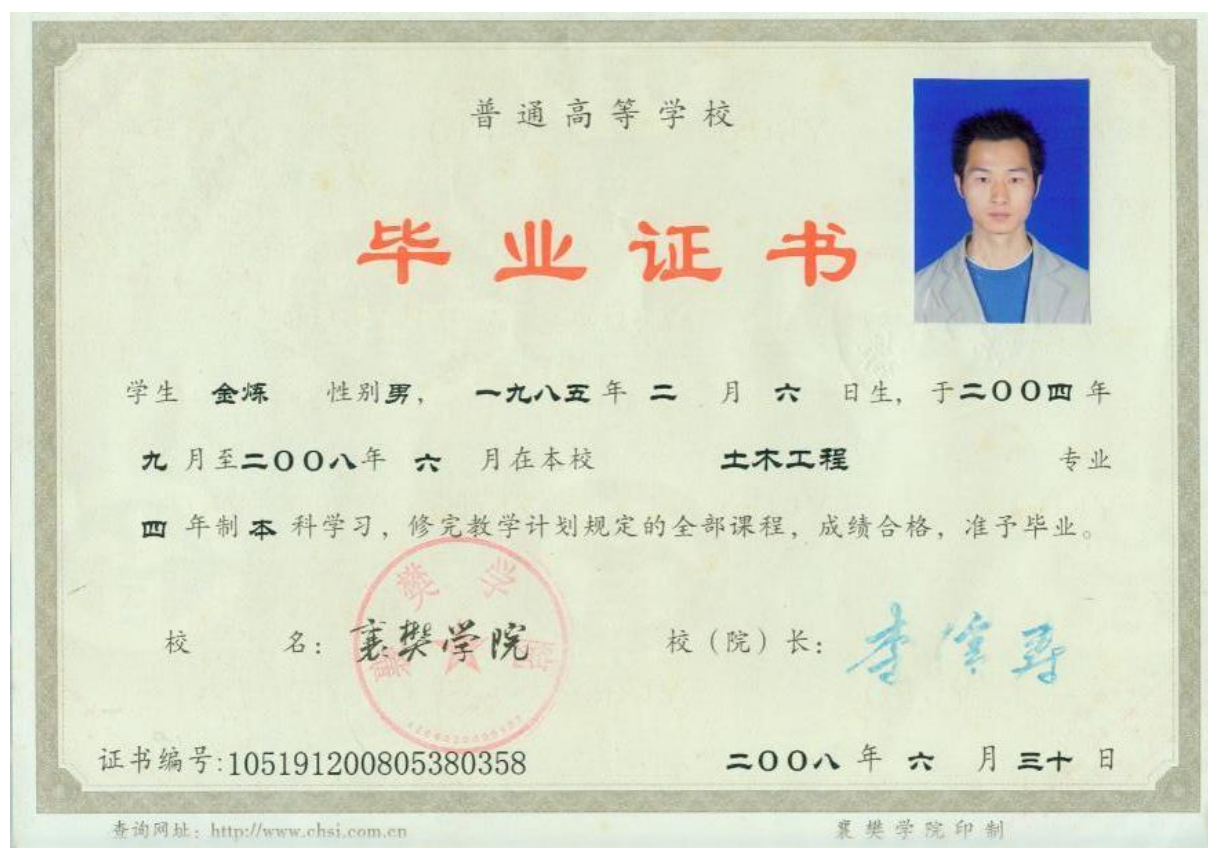 普通高等学校
毕业证书
学生 金炼 性别男， 一九八五年 二 月 六 日生，于二〇〇四年
九 月至二〇〇八年 六 月在本校 土木工程 专业
四 年制 本 科学习，修完教学计划规定的全部课程，成绩合格，准予毕业。
襄樊学院
校 名：襄樊学院 校（院）长：
证书编号:105191200805380358 二〇〇八 年 六 月 三十 日
查询网址：http://www.chsi.com.cn 襄樊学院印制